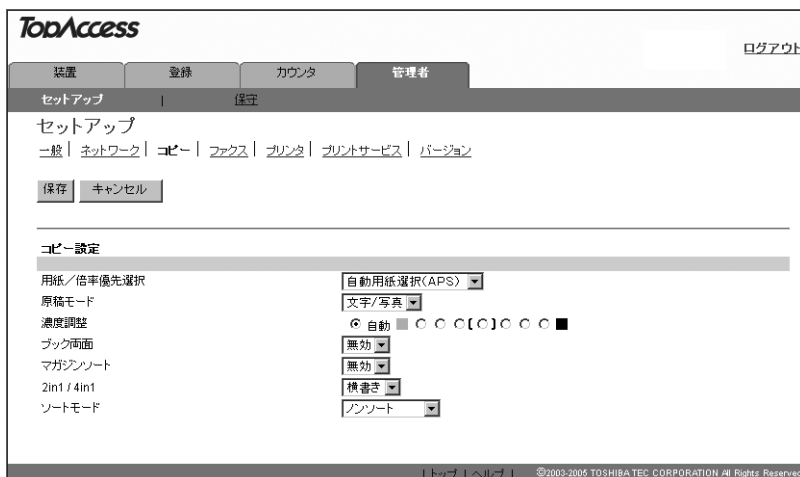 TopAccess
ログアウト
装置 登録 カウンタ 管理者
セットアップ | 保守
セットアップ
一般 | ネットワーク | コピー | ファクス | プリンタ | プリントサービス | バージョン
保存 キャンセル
コピー設定
用紙／倍率優先選択 自動用紙選択(APS)
原稿モード 文字/写真
濃度調整 自動 [ ]
ブック両面 無効
マガジンソート 無効
2in1 / 4in1 横書き
ソートモード ノンソート
| トップ | ヘルプ | ©2003-2005 TOSHIBA TEC CORPORATION All Rights Reserved